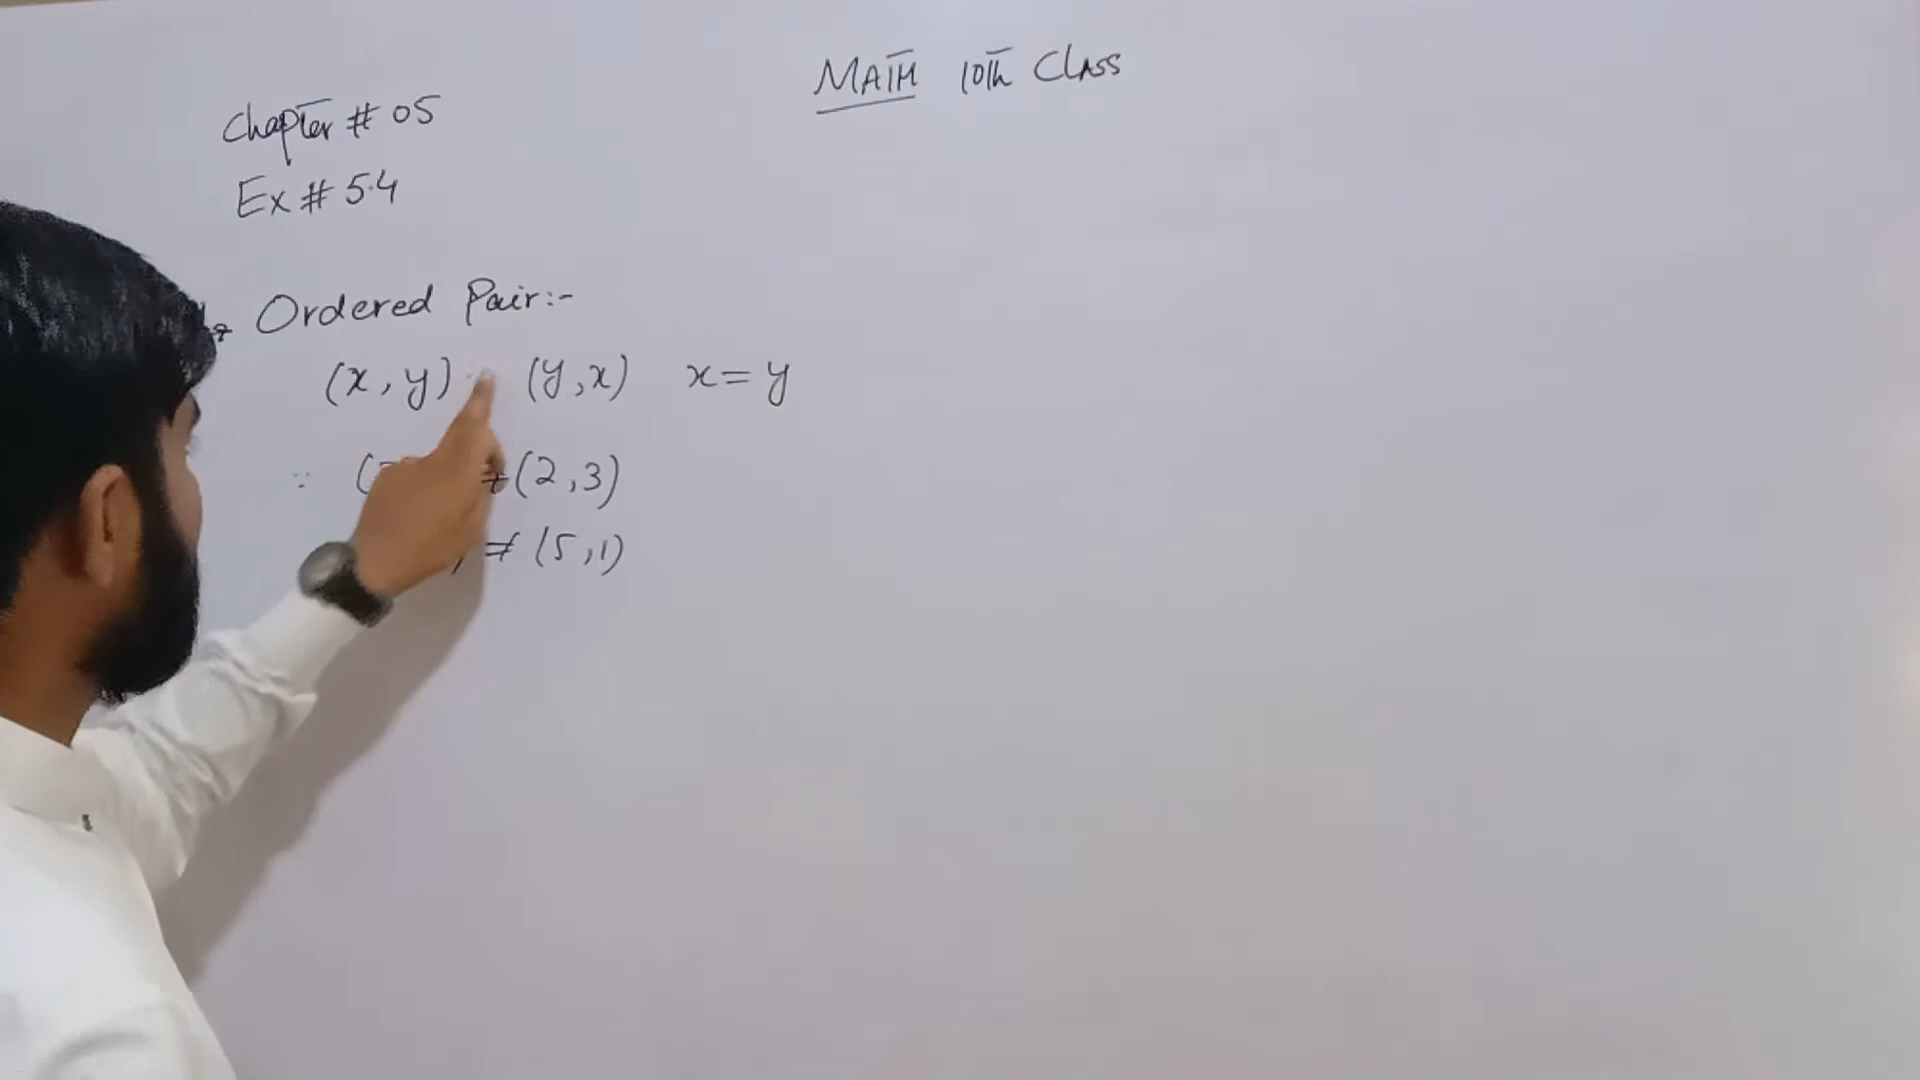 MATH 10th Class
Chapter # 05
Ex # 5.4
Ordered Pair:-
(x, y) (y, x) x = y
∵ ( ≠ (2, 3)
) ≠ (5, 1)